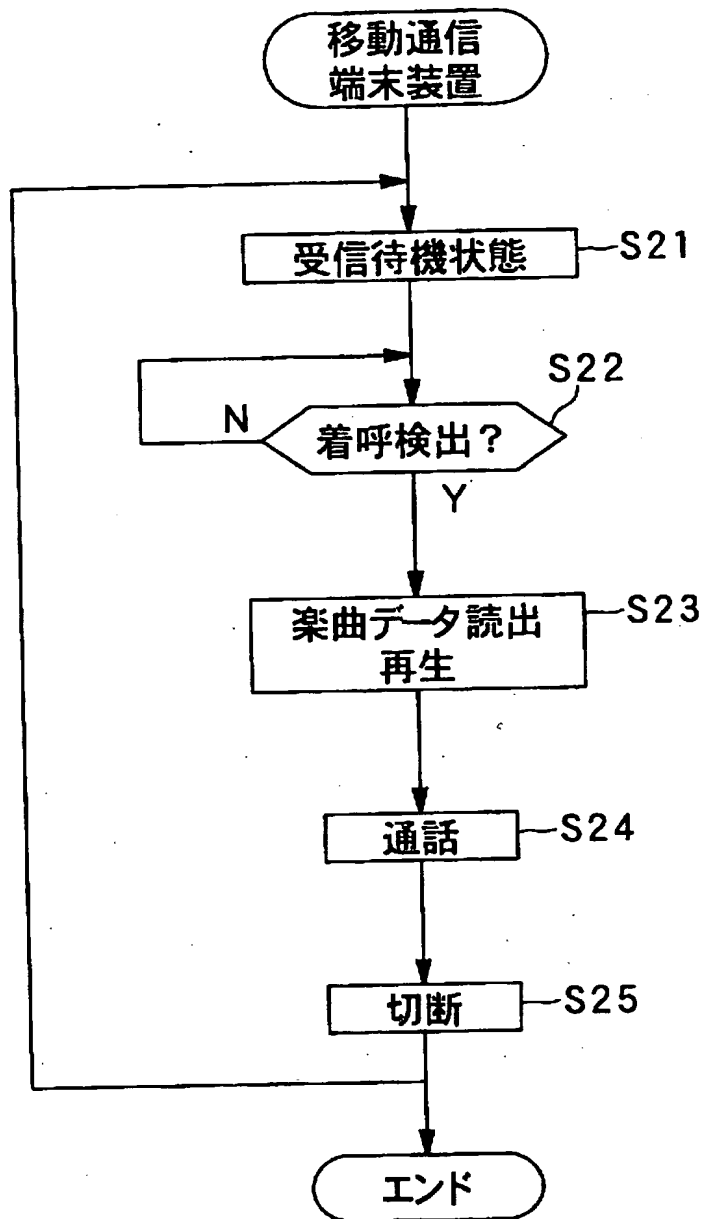 移動通信
端末装置
受信待機状態
S21
S22
N
着呼検出？
Y
楽曲データ読出
再生
S23
通話
S24
切断
S25
エンド